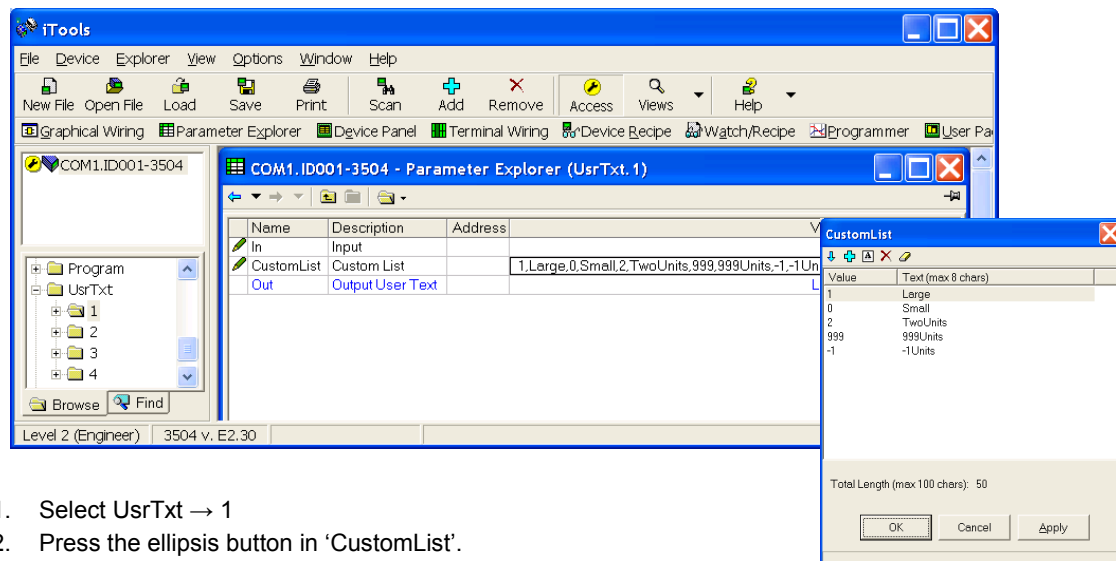 iTools
File Device Explorer View Options Window Help
New File Open File Load Save Print Scan Add Remove Access Views Help
Graphical Wiring Parameter Explorer Device Panel Terminal Wiring Device Recipe Watch/Recipe Programmer User Pa
COM1.ID001-3504
COM1.ID001-3504 - Parameter Explorer (UsrTxt.1)
Name Description Address V
In Input
CustomList Custom List 1,Large,0,Small,2,TwoUnits,999,999Units,-1,-1Un
Out Output User Text L
Program
UsrTxt
1
2
3
4
Browse Find
Level 2 (Engineer) 3504 v. E2.30
CustomList
Value Text (max 8 chars)
1 Large
0 Small
2 TwoUnits
999 999Units
-1 -1Units
Total Length (max 100 chars): 50
OK Cancel Apply
1. Select UsrTxt → 1
2. Press the ellipsis button in ‘CustomList’.